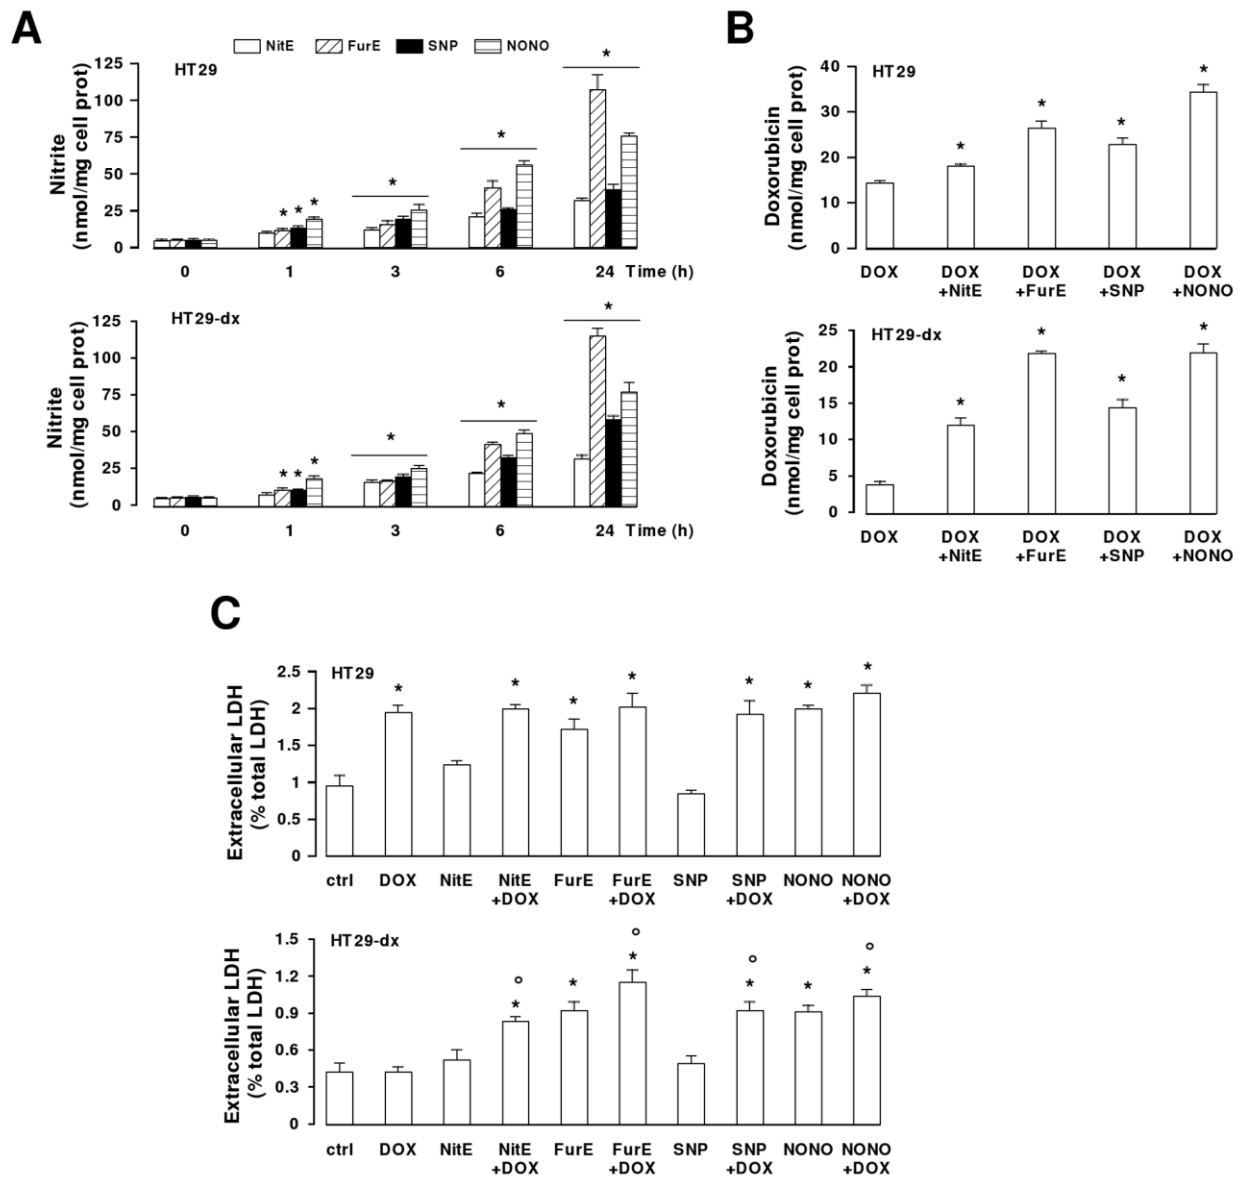 A
NitE FurE SNP NONO
HT29
Nitrite
(nmol/mg cell prot)
125
100
75
50
25
0
* * *
*
*
*
0 1 3 6 24 Time (h)
HT29-dx
Nitrite
(nmol/mg cell prot)
125
100
75
50
25
0
* * *
*
*
*
0 1 3 6 24 Time (h)
B
HT29
Doxorubicin
(nmol/mg cell prot)
40
30
20
10
0
* * * *
DOX DOX DOX DOX DOX
+NitE +FurE +SNP +NONO
HT29-dx
Doxorubicin
(nmol/mg cell prot)
25
20
15
10
5
0
* * * *
DOX DOX DOX DOX DOX
+NitE +FurE +SNP +NONO
C
HT29
Extracellular LDH
(% total LDH)
2.5
2
1.5
1
0.5
0
* * * * * * *
ctrl DOX NitE NitE FurE FurE SNP SNP NONO NONO
+DOX +DOX +DOX +DOX
HT29-dx
Extracellular LDH
(% total LDH)
1.5
1.2
0.9
0.6
0.3
0
° ° ° °
* * * * * *
ctrl DOX NitE NitE FurE FurE SNP SNP NONO NONO
+DOX +DOX +DOX +DOX